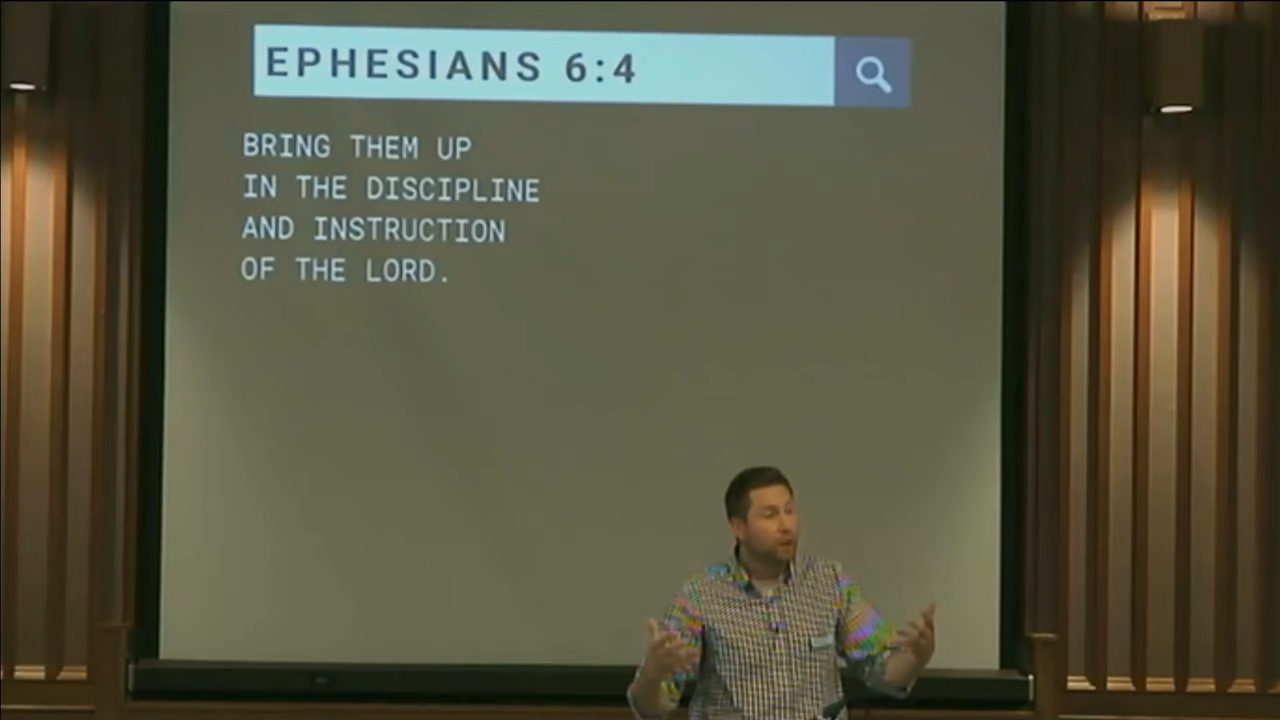 EPHESIANS 6:4
BRING THEM UP
IN THE DISCIPLINE
AND INSTRUCTION
OF THE LORD.